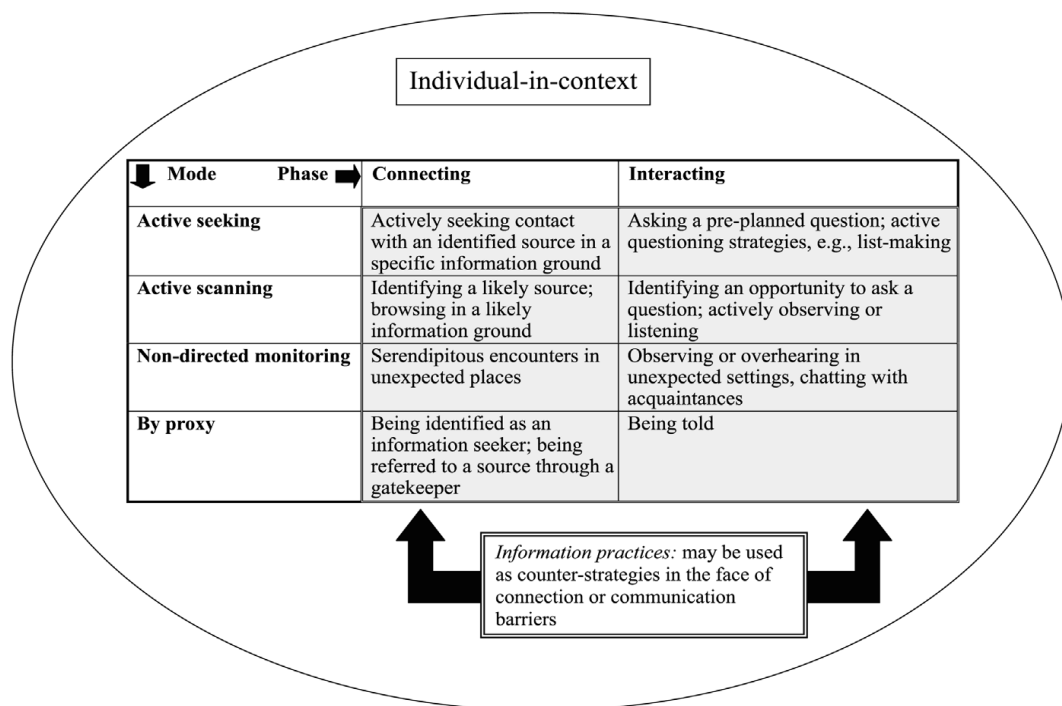 Individual-in-context
Mode Phase Connecting Interacting
Active seeking
Actively seeking contact
with an identified source in a
specific information ground
Asking a pre-planned question; active
questioning strategies, e.g., list-making
Active scanning
Identifying a likely source;
browsing in a likely
information ground
Identifying an opportunity to ask a
question; actively observing or
listening
Non-directed monitoring
Serendipitous encounters in
unexpected places
Observing or overhearing in
unexpected settings, chatting with
acquaintances
By proxy
Being identified as an
information seeker; being
referred to a source through a
gatekeeper
Being told
Information practices: may be used
as counter-strategies in the face of
connection or communication
barriers